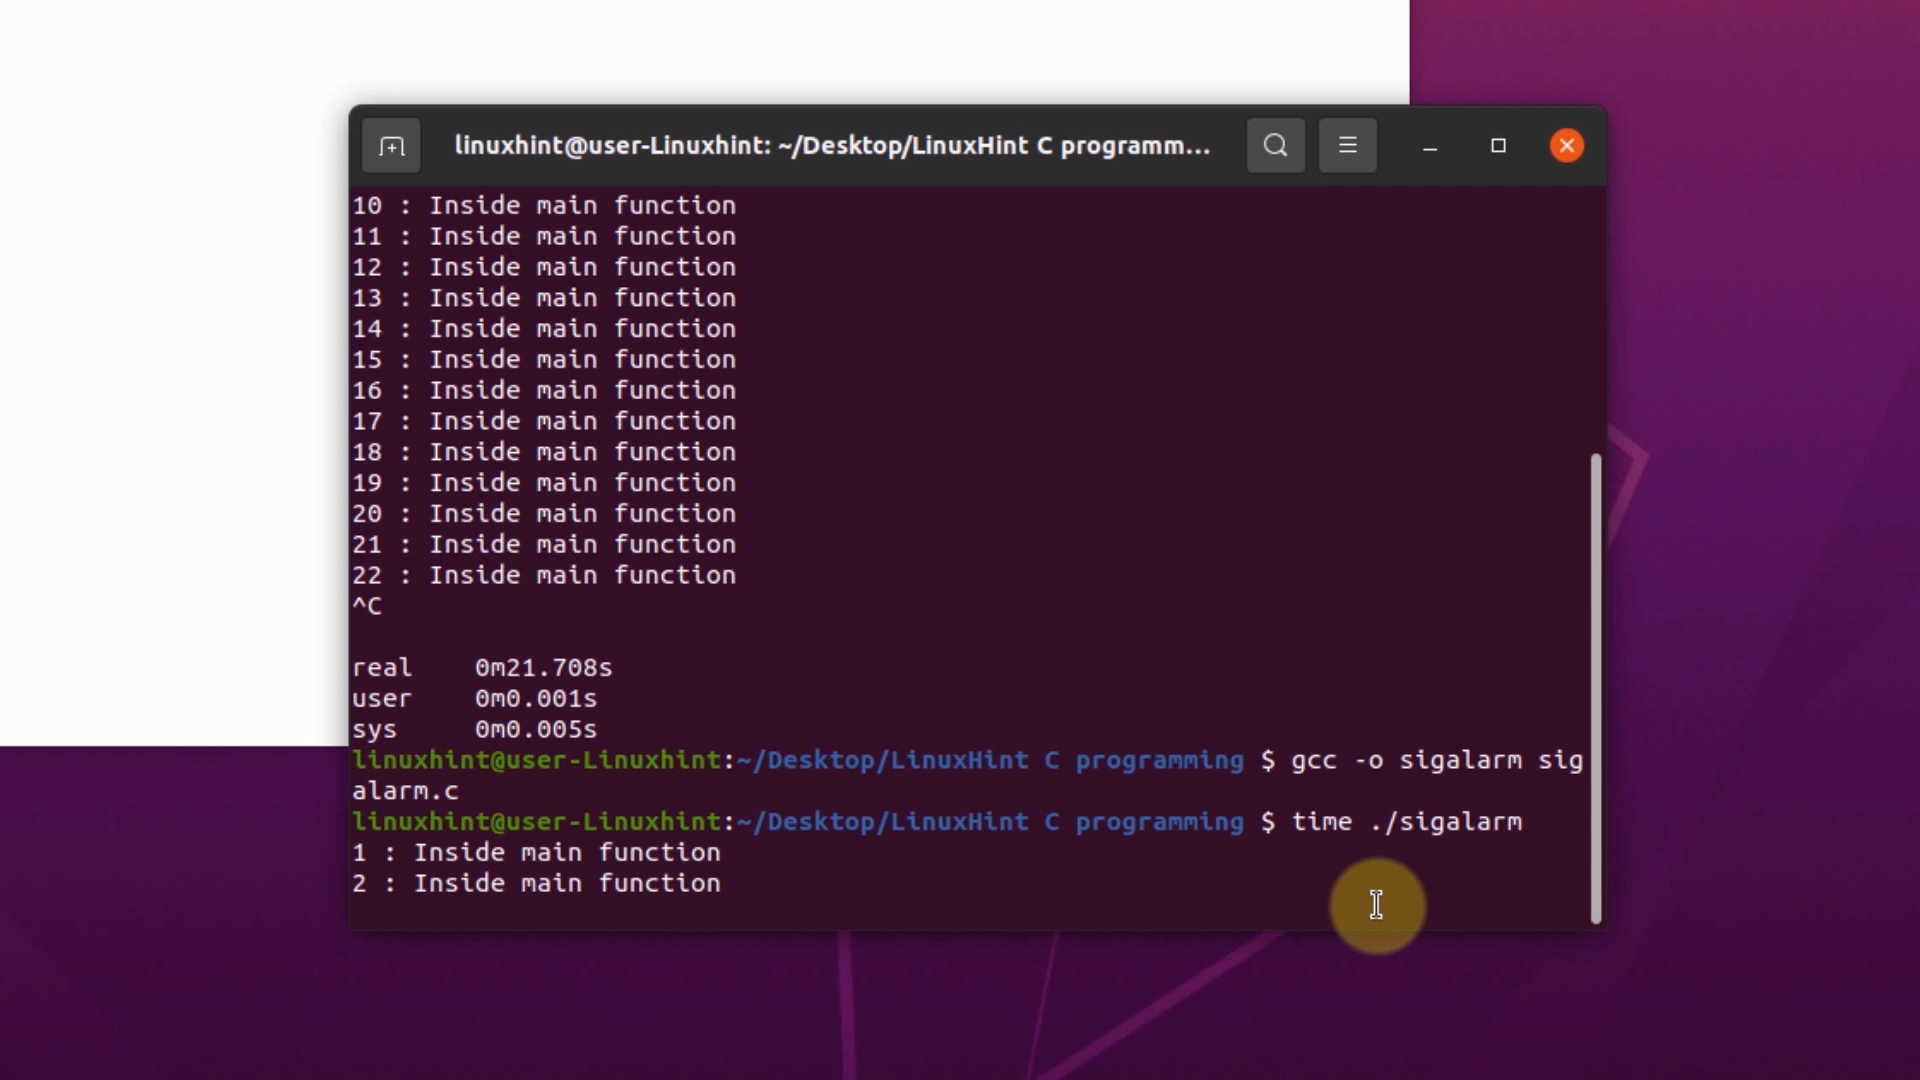 linuxhint@user-Linuxhint: ~/Desktop/LinuxHint C programm...
10 : Inside main function
11 : Inside main function
12 : Inside main function
13 : Inside main function
14 : Inside main function
15 : Inside main function
16 : Inside main function
17 : Inside main function
18 : Inside main function
19 : Inside main function
20 : Inside main function
21 : Inside main function
22 : Inside main function
^C
real    0m21.708s
user    0m0.001s
sys     0m0.005s
linuxhint@user-Linuxhint:~/Desktop/LinuxHint C programming $ gcc -o sigalarm sig
alarm.c
linuxhint@user-Linuxhint:~/Desktop/LinuxHint C programming $ time ./sigalarm
1 : Inside main function
2 : Inside main function